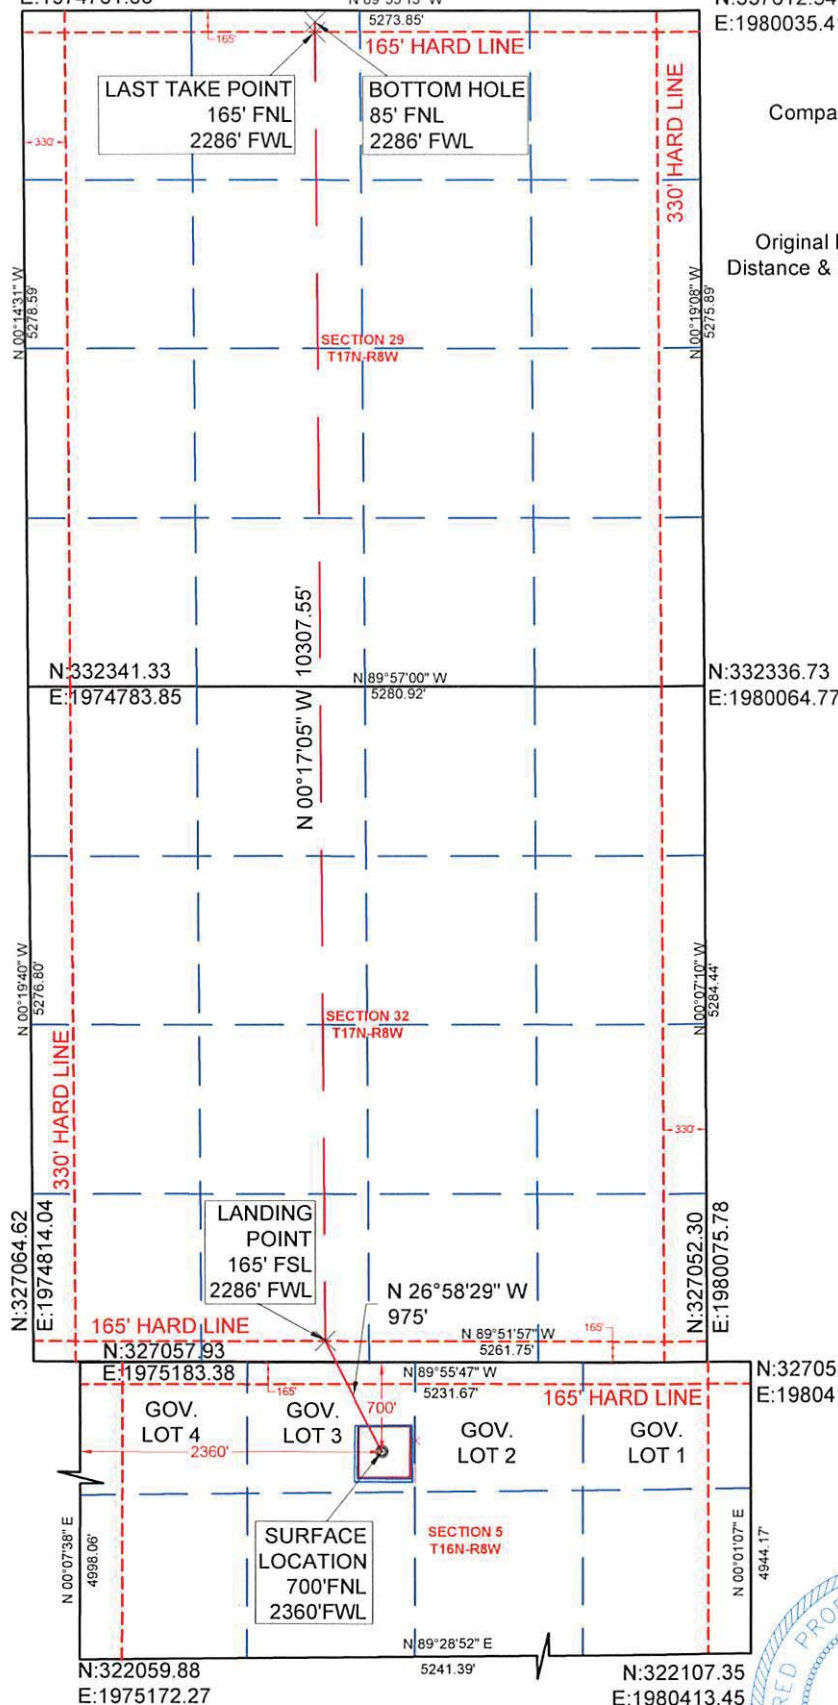 N 89°55'15" W
5273.85'
E:1980035.4
165'
165' HARD LINE
LAST TAKE POINT
165' FNL
2286' FWL
BOTTOM HOLE
85' FNL
2286' FWL
330'
330' HARD LINE
Compa
Original
Distance &
N 00°14'31" W
5278.59'
SECTION 29
T17N-R8W
N 00°19'08" W
5275.89'
N 00°17'05" W 10307.55'
N:332341.33
E:1974783.85
N 89°57'00" W
5280.92'
N:332336.73
E:1980064.77
N 00°19'40" W
5276.80'
SECTION 32
T17N-R8W
N 00°07'10" W
5284.44'
330' HARD LINE
330'
N:327064.62
E:1974814.04
LANDING
POINT
165' FSL
2286' FWL
N 26°58'29" W
975'
N:327052.30
E:1980075.78
165' HARD LINE
N 89°51'57" W
5261.75'
165'
N:327057.93
E:1975183.38
165'
N 89°55'47" W
5231.67'
165' HARD LINE
N:32705
E:19804
700'
GOV.
LOT 4
GOV.
LOT 3
GOV.
LOT 2
GOV.
LOT 1
2360'
SURFACE
LOCATION
700'FNL
2360'FWL
SECTION 5
T16N-R8W
N 00°07'38" E
4998.06'
N 00°01'07" E
4944.17'
N 89°28'52" E
5241.39'
N:322059.88
E:1975172.27
N:322107.35
E:1980413.45
RED PRO